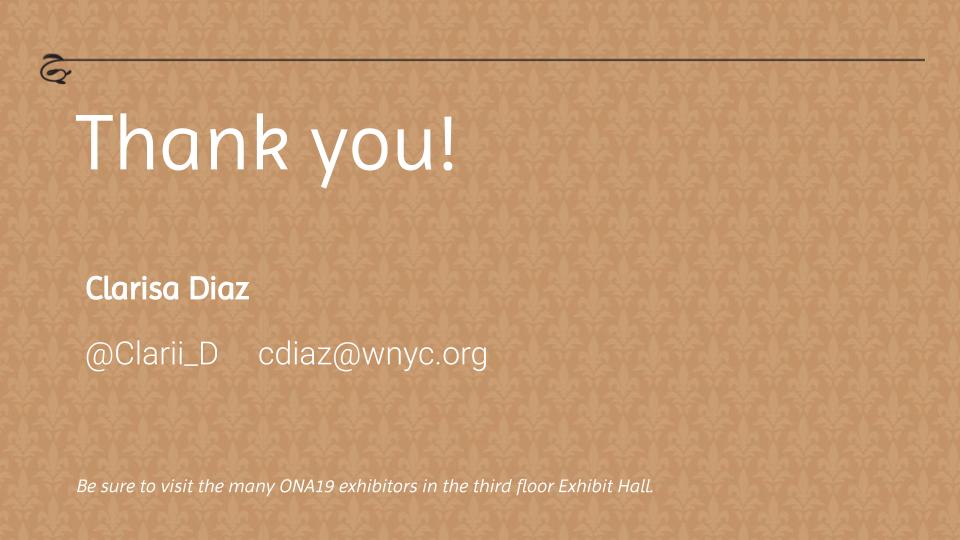 Thank you!
Clarisa Diaz
@Clarii_D cdiaz@wnyc.org
Be sure to visit the many ONA19 exhibitors in the third floor Exhibit Hall.